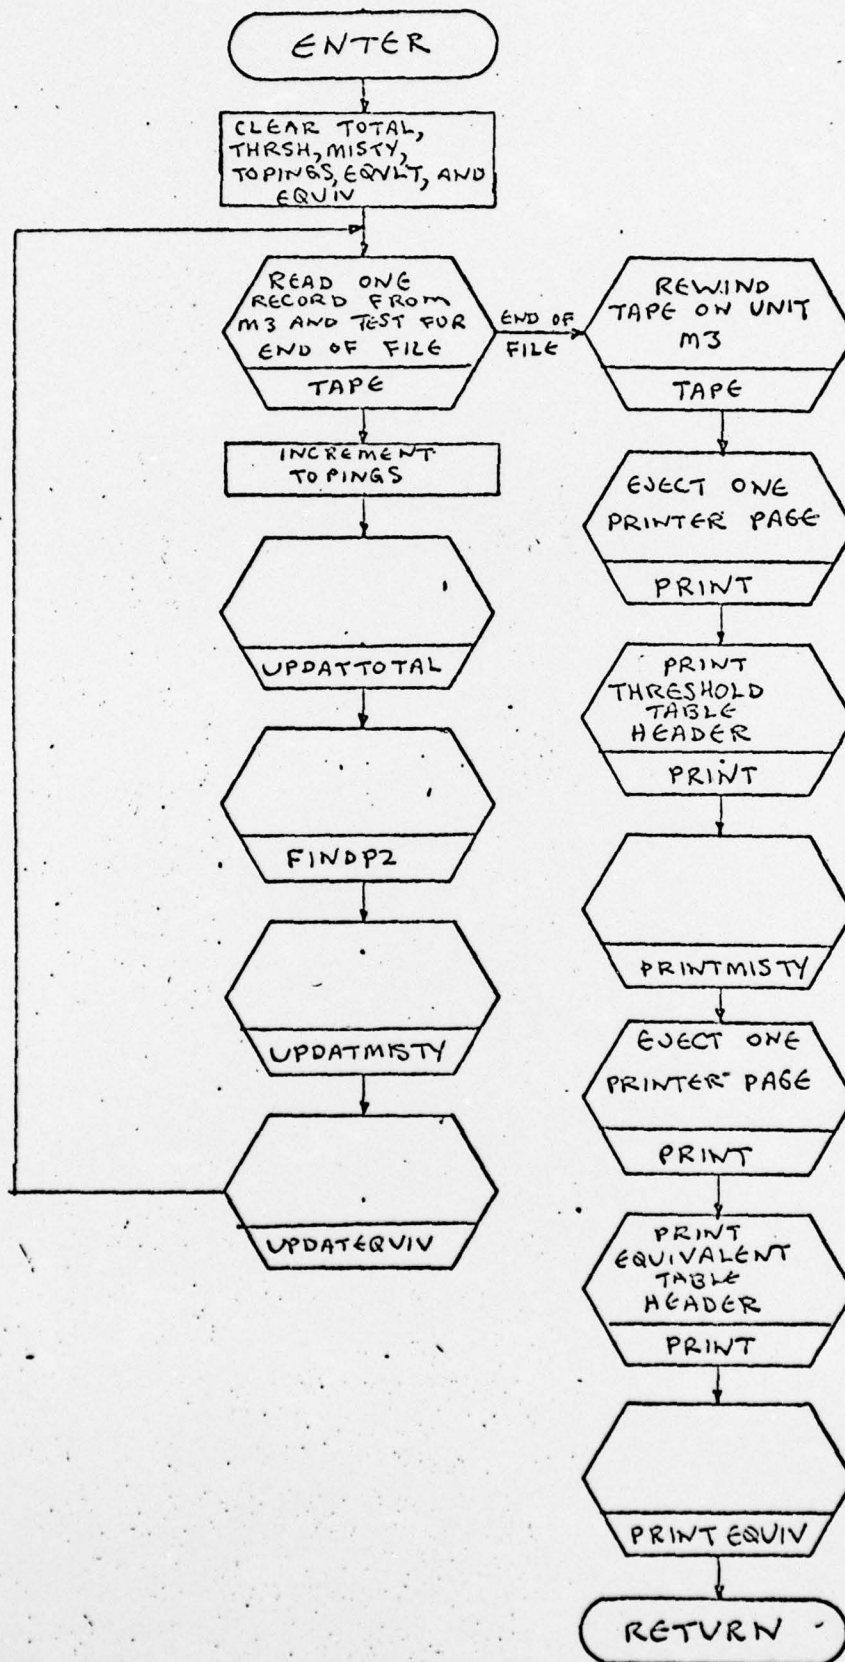 ENTER
CLEAR TOTAL,
THRSH, MISTY,
TOPINGS, EQVLT, AND
EQUIV
READ ONE
RECORD FROM
M3 AND TEST FOR
END OF FILE
TAPE
END OF
FILE
INCREMENT
TOPINGS
UPDATTOTAL
FINDP2
UPDATMISTY
UPDATEQUIV
REWIND
TAPE ON UNIT
M3
TAPE
EJECT ONE
PRINTER PAGE
PRINT
PRINT
THRESHOLD
TABLE
HEADER
PRINT
PRINTMISTY
EJECT ONE
PRINTER PAGE
PRINT
PRINT
EQUIVALENT
TABLE
HEADER
PRINT
PRINT EQUIV
RETURN